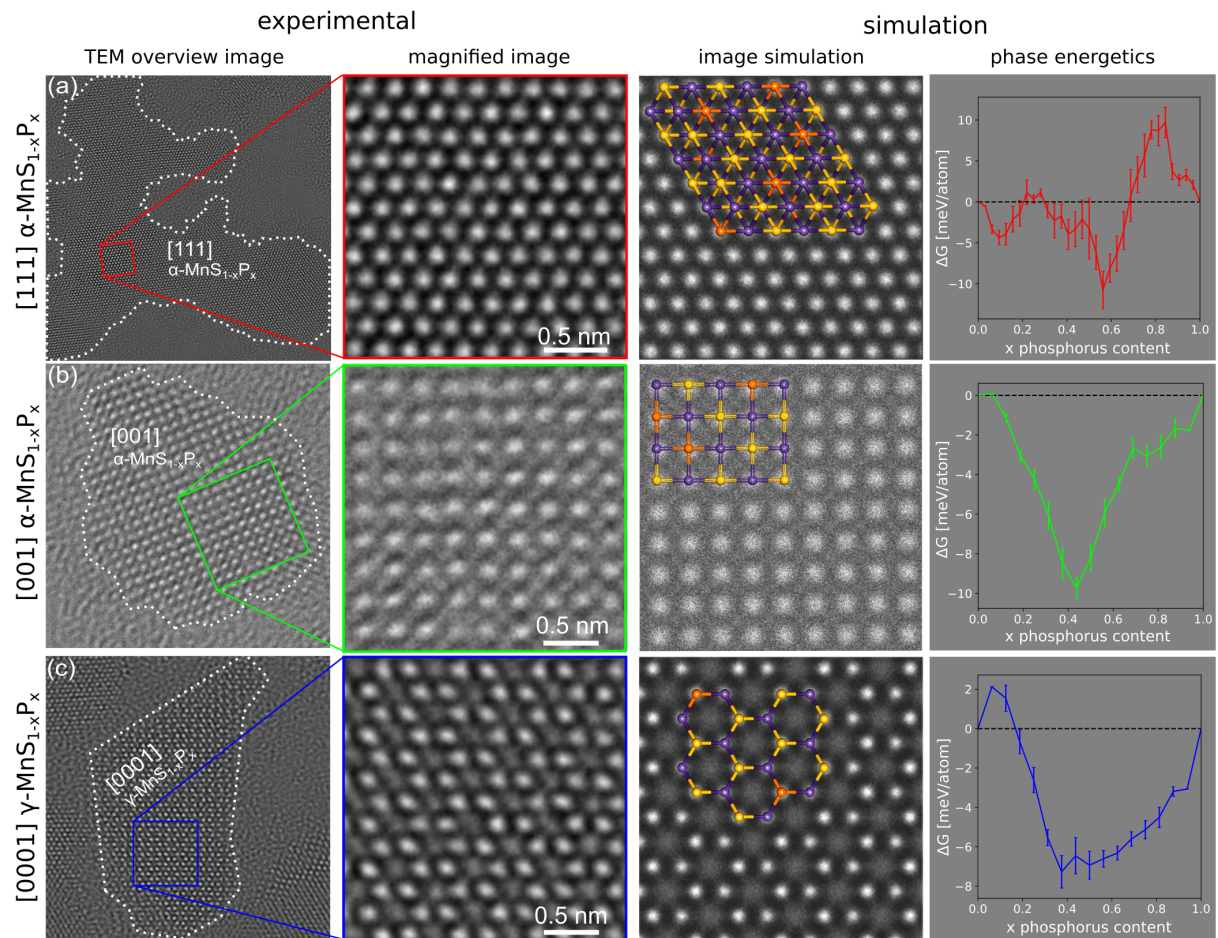 experimental
simulation
TEM overview image
magnified image
image simulation
phase energetics
[111] α-MnS1-xPx
(a)
[111]
α-MnS1-xPx
0.5 nm
ΔG [meV/atom]
10
5
0
−5
−10
0.0 0.2 0.4 0.6 0.8 1.0
x phosphorus content
[001] α-MnS1-xPx
(b)
[001]
α-MnS1-xPx
0.5 nm
ΔG [meV/atom]
0
−2
−4
−6
−8
−10
0.0 0.2 0.4 0.6 0.8 1.0
x phosphorus content
[0001] γ-MnS1-xPx
(c)
[0001]
γ-MnS1-xPx
0.5 nm
ΔG [meV/atom]
2
0
−2
−4
−6
−8
0.0 0.2 0.4 0.6 0.8 1.0
x phosphorus content